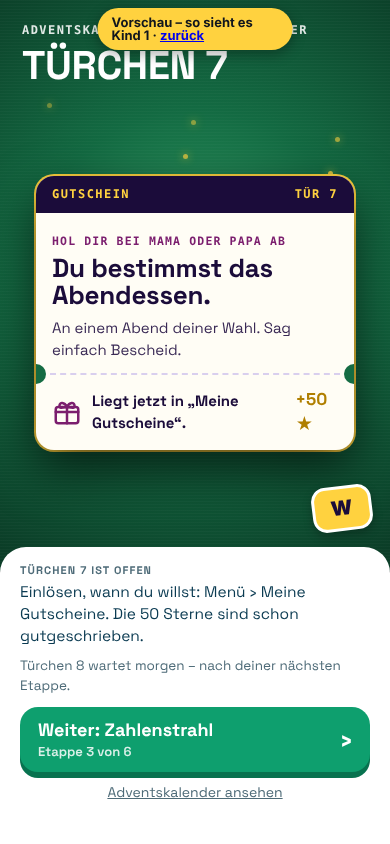 Vorschau – so sieht es
Kind 1 · zurück
TÜRCHEN 7
GUTSCHEIN TÜR 7
HOL DIR BEI MAMA ODER PAPA AB
Du bestimmst das
Abendessen.
An einem Abend deiner Wahl. Sag
einfach Bescheid.
Liegt jetzt in „Meine
Gutscheine“.
+50
★
W
TÜRCHEN 7 IST OFFEN
Einlösen, wann du willst: Menü › Meine
Gutscheine. Die 50 Sterne sind schon
gutgeschrieben.
Türchen 8 wartet morgen – nach deiner nächsten
Etappe.
Weiter: Zahlenstrahl
Etappe 3 von 6
>
Adventskalender ansehen